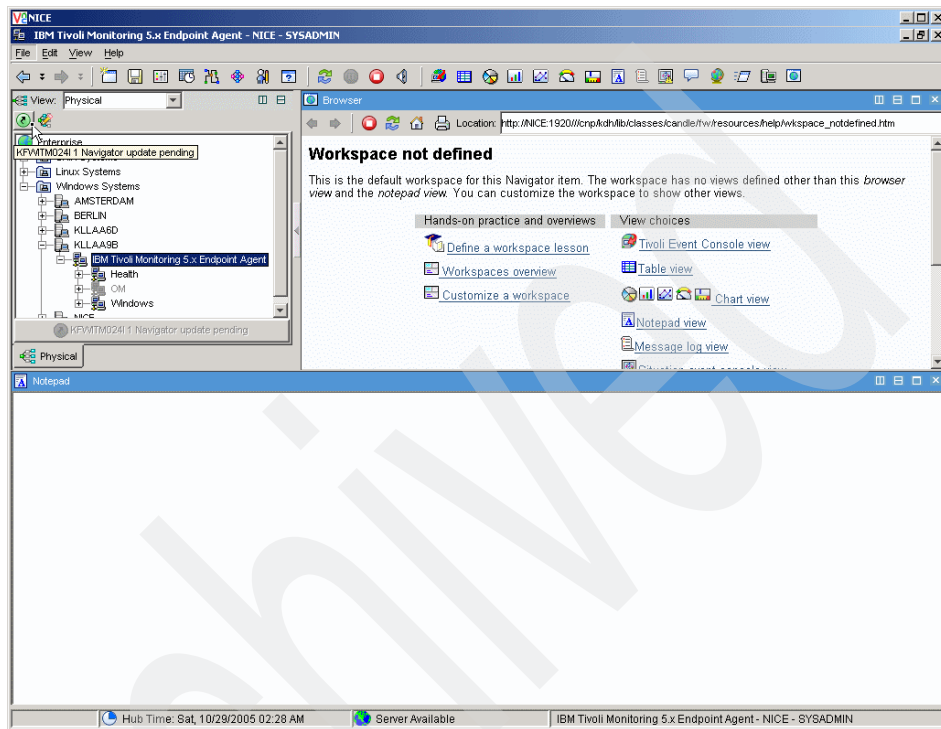 NICE
IBM Tivoli Monitoring 5.x Endpoint Agent - NICE - SYSADMIN
File Edit View Help
View: Physical
Browser
Location: http://NICE:1920///cnp/kdh/lib/classes/candle/fw/resources/help/wkspace_notdefined.htm
Enterprise
KFWITM024I 1 Navigator update pending
Linux Systems
Windows Systems
AMSTERDAM
BERLIN
KLLAA6D
KLLAA9B
IBM Tivoli Monitoring 5.x Endpoint Agent
Health
OM
Windows
NICE
KFWITM024I 1 Navigator update pending
Physical
Workspace not defined
This is the default workspace for this Navigator item. The workspace has no views defined other than this browser
view and the notepad view. You can customize the workspace to show other views.
Hands-on practice and overviews
Define a workspace lesson
Workspaces overview
Customize a workspace
View choices
Tivoli Event Console view
Table view
Chart view
Notepad view
Message log view
Situation event console view
Notepad
Hub Time: Sat, 10/29/2005 02:28 AM
Server Available
IBM Tivoli Monitoring 5.x Endpoint Agent - NICE - SYSADMIN